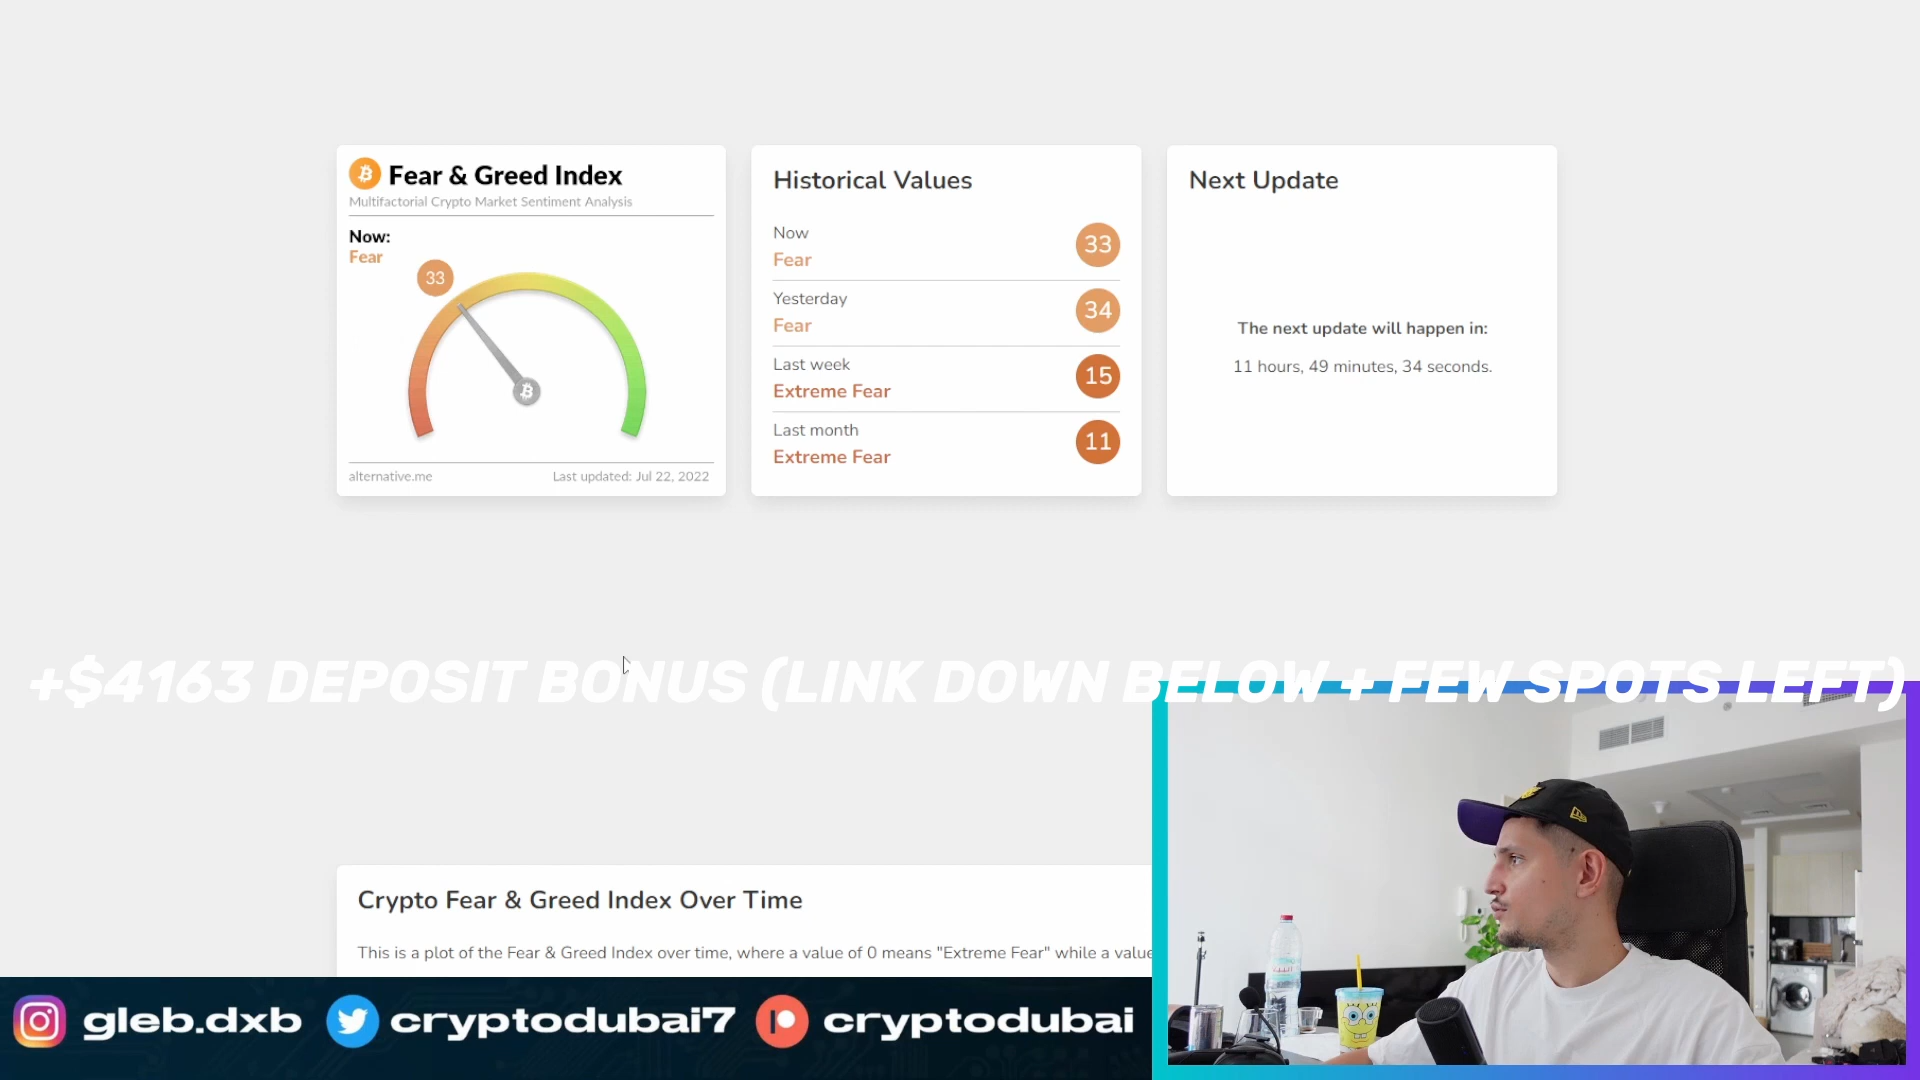 Fear & Greed Index
Multifactorial Crypto Market Sentiment Analysis
Now:
Fear
33
alternative.me
Last updated: Jul 22, 2022
Historical Values
Now
Fear
33
Yesterday
Fear
34
Last week
Extreme Fear
15
Last month
Extreme Fear
11
Next Update
The next update will happen in:
11 hours, 49 minutes, 34 seconds.
+$4163 DEPOSIT BONUS (LINK DOWN BELOW + FEW SPOTS LEFT)
Crypto Fear & Greed Index Over Time
This is a plot of the Fear & Greed Index over time, where a value of 0 means "Extreme Fear" while a value
gleb.dxb
cryptodubai7
cryptodubai